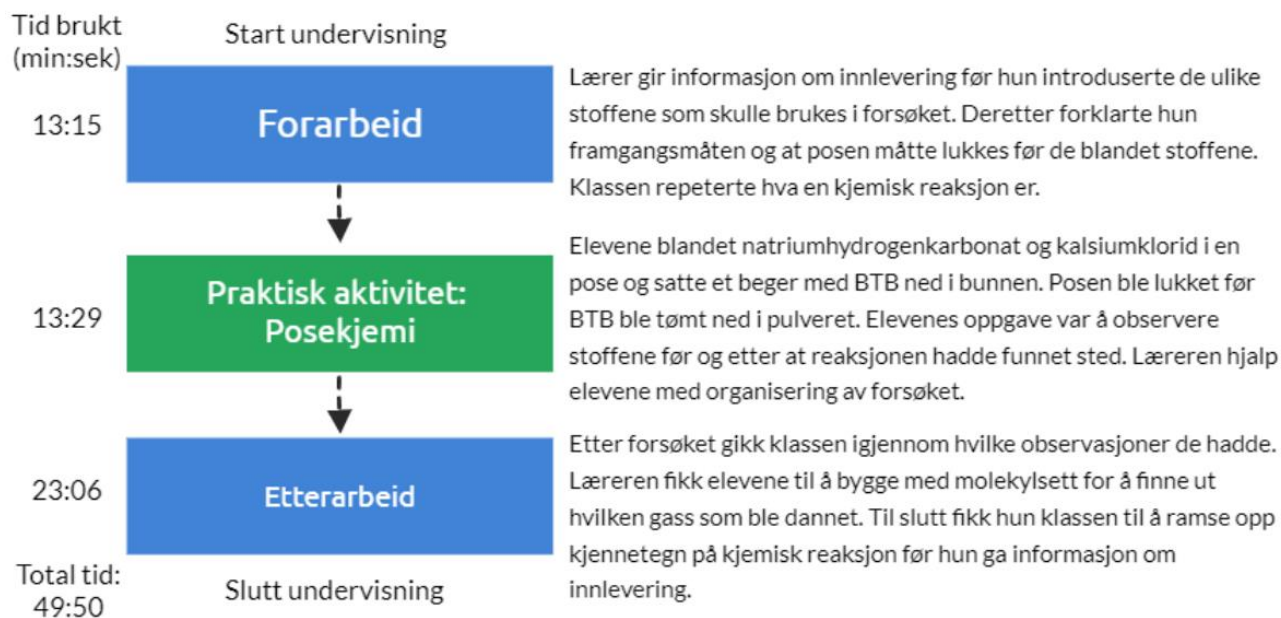 Tid brukt
(min:sek)
Start undervisning
13:15
Forarbeid
Lærer gir informasjon om innlevering før hun introduserte de ulike
stoffene som skulle brukes i forsøket. Deretter forklarte hun
framgangsmåten og at posen måtte lukkes før de blandet stoffene.
Klassen repeterte hva en kjemisk reaksjon er.
13:29
Praktisk aktivitet:
Posekjemi
Elevene blandet natriumhydrogenkarbonat og kalsiumklorid i en
pose og satte et beger med BTB ned i bunnen. Posen ble lukket før
BTB ble tømt ned i pulveret. Elevenes oppgave var å observere
stoffene før og etter at reaksjonen hadde funnet sted. Læreren hjalp
elevene med organisering av forsøket.
23:06
Etterarbeid
Etter forsøket gikk klassen igjennom hvilke observasjoner de hadde.
Læreren fikk elevene til å bygge med molekylsett for å finne ut
hvilken gass som ble dannet. Til slutt fikk hun klassen til å ramse opp
kjennetegn på kjemisk reaksjon før hun ga informasjon om
innlevering.
Total tid:
49:50
Slutt undervisning